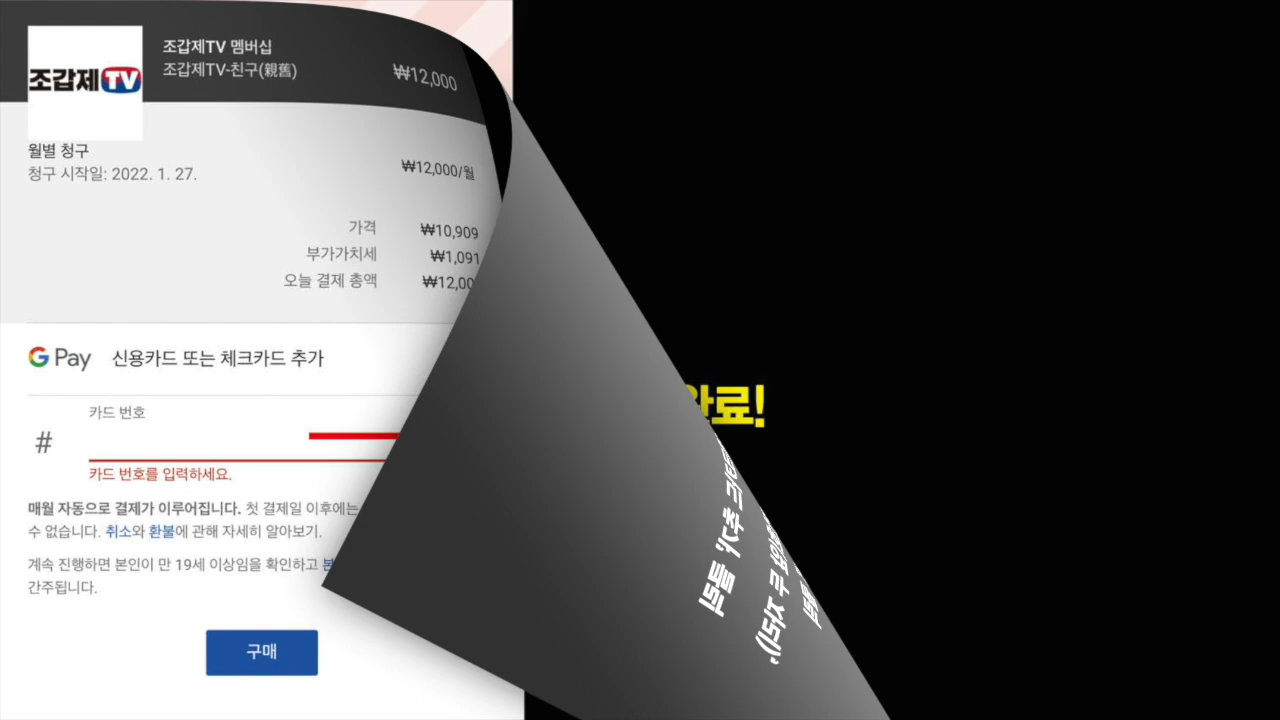 조갑제TV
조갑제TV 멤버십
조갑제TV-친구(親舊)
₩12,000
월별 청구
청구 시작일: 2022. 1. 27.
₩12,000/월
가격 ₩10,909
부가가치세 ₩1,091
오늘 결제 총액 ₩12,00
G Pay 신용카드 또는 체크카드 추가
카드 번호
#
카드 번호를 입력하세요.
매월 자동으로 결제가 이루어집니다. 첫 결제일 이후에는
수 없습니다. 취소와 환불에 관해 자세히 알아보기.
계속 진행하면 본인이 만 19세 이상임을 확인하고
간주됩니다.
구매
료!